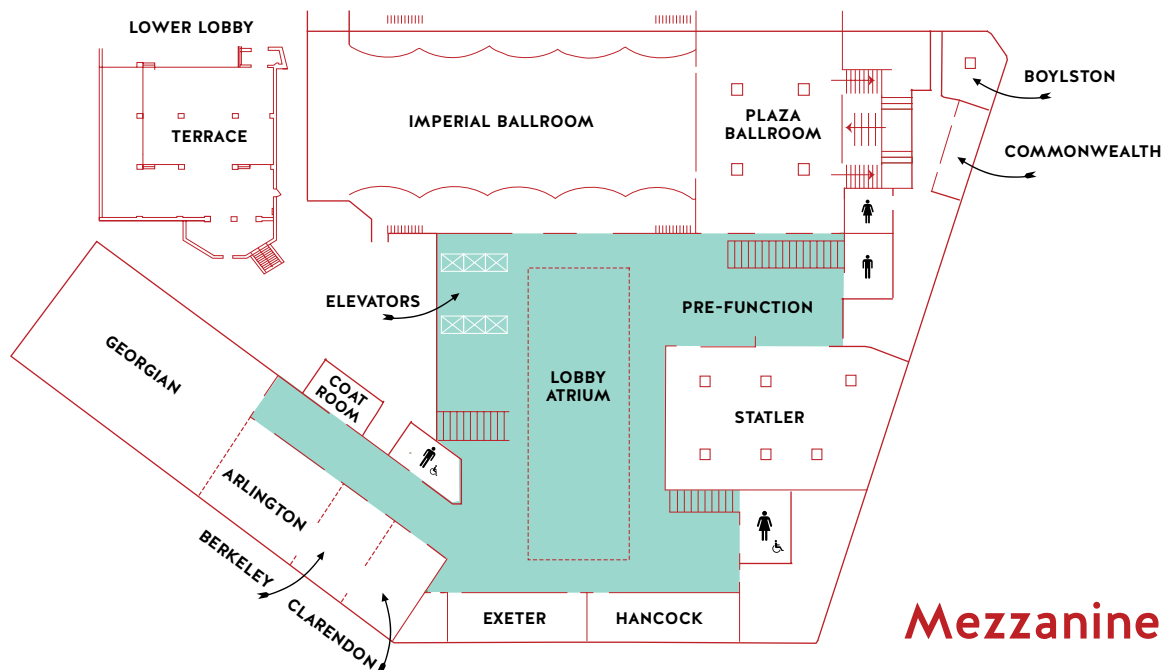 LOWER LOBBY
TERRACE
IMPERIAL BALLROOM
PLAZA
BALLROOM
BOYLSTON
COMMONWEALTH
ELEVATORS
PRE-FUNCTION
GEORGIAN
COAT
ROOM
LOBBY
ATRIUM
STATLER
ARLINGTON
BERKELEY
CLARENDON
EXETER
HANCOCK
Mezzanine